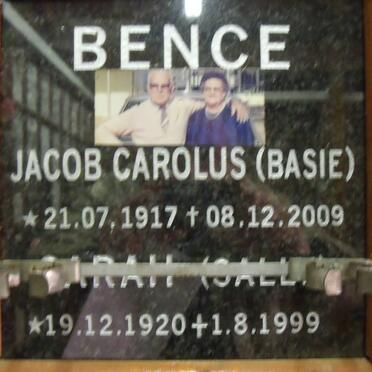 BENCE
JACOB CAROLUS (BASIE)
★ 21.07.1917 ✝ 08.12.2009
SARAH
★19.12.1920 ✝ 1.8.1999